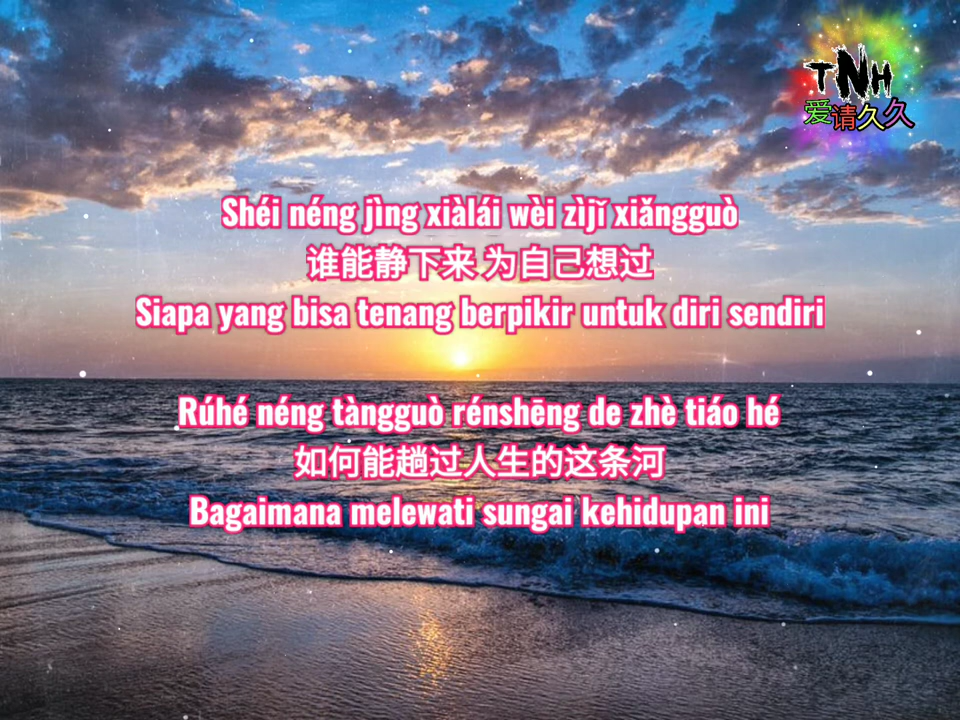 TNH
爱请久久
Shéi néng jìng xiàlái wèi zìjǐ xiǎngguò
谁能静下来 为自己想过
Siapa yang bisa tenang berpikir untuk diri sendiri
Rúhé néng tàngguò rénshēng de zhè tiáo hé
如何能趟过人生的这条河
Bagaimana melewati sungai kehidupan ini